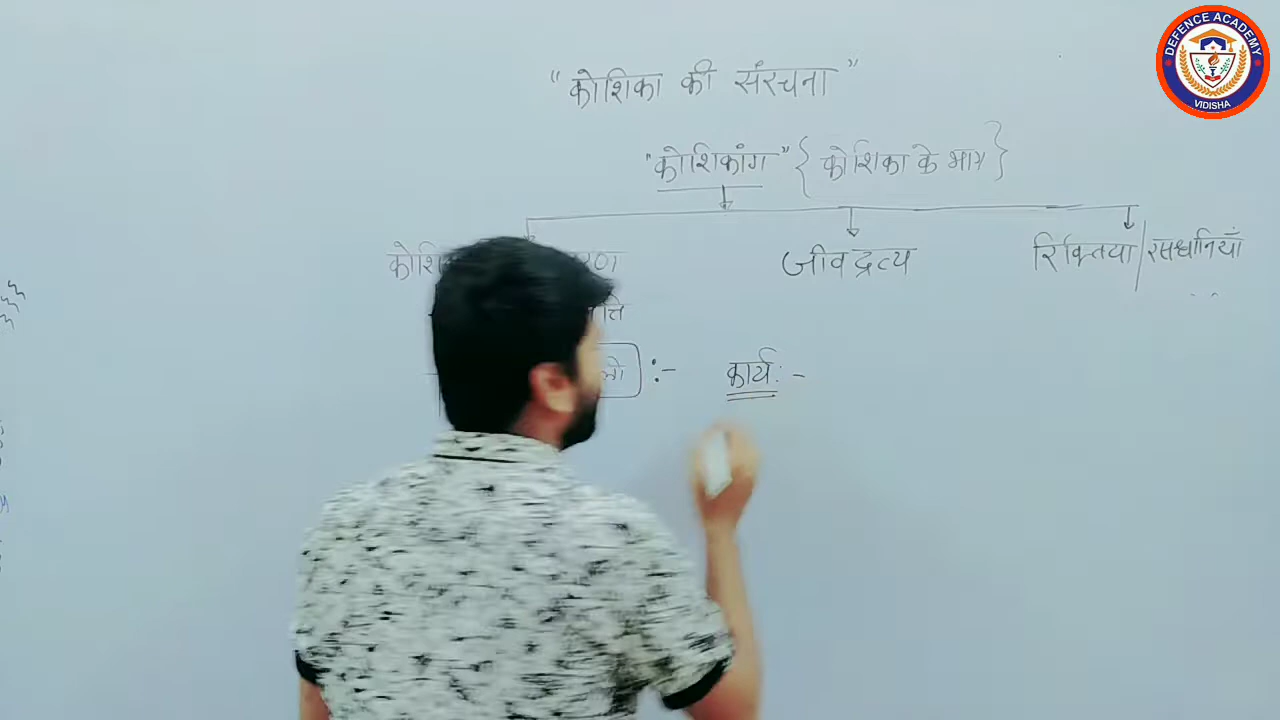 DEFENCE ACADEMY
VIDISHA
"कोशिका की संरचना"
"कोशिकांग" { कोशिका के भाग }
जीवद्रव्य रिक्तिया / रसधानियाँ
:- कार्य: -